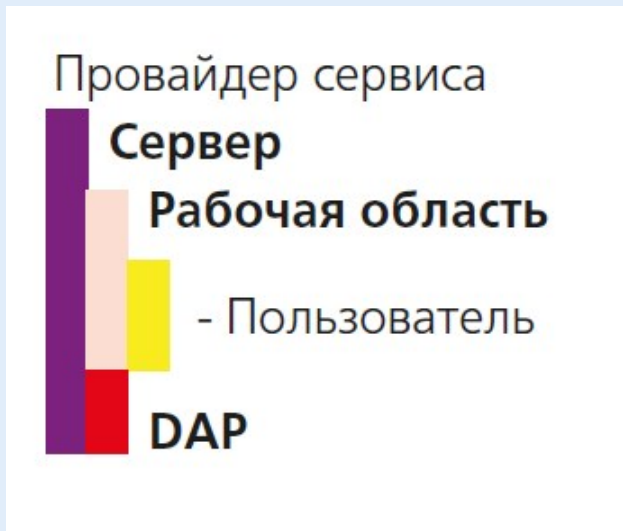 Провайдер сервиса
Сервер
Рабочая область
- Пользователь
DAP